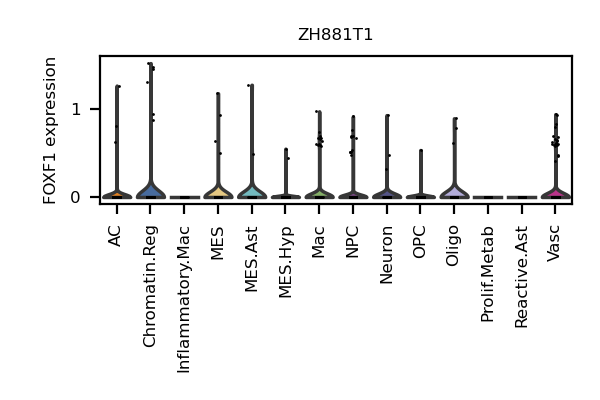 ZH881T1
FOXF1 expression
1
0
AC
Chromatin.Reg
Inflammatory.Mac
MES
MES.Ast
MES.Hyp
Mac
NPC
Neuron
OPC
Oligo
Prolif.Metab
Reactive.Ast
Vasc